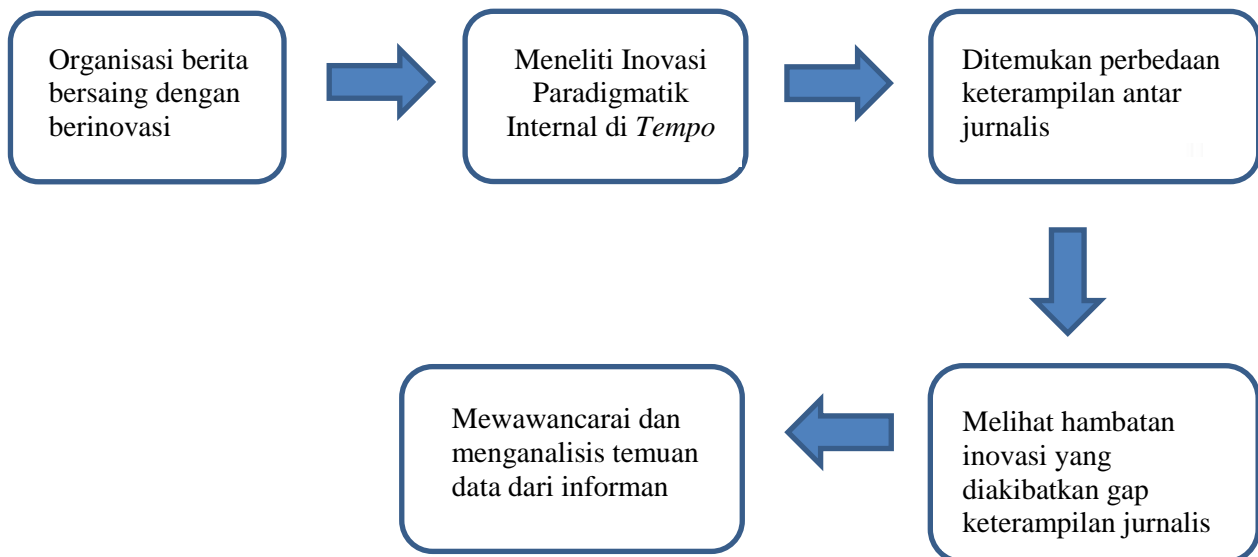 Organisasi berita
bersaing dengan
berinovasi
Meneliti Inovasi
Paradigmatik
Internal di Tempo
Ditemukan perbedaan
keterampilan antar
jurnalis
Melihat hambatan
inovasi yang
diakibatkan gap
keterampilan jurnalis
Mewawancarai dan
menganalisis temuan
data dari informan